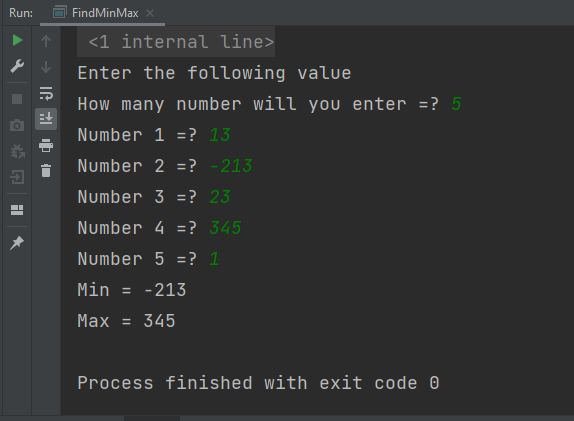 Run: FindMinMax
<1 internal line>
Enter the following value
How many number will you enter =? 5
Number 1 =? 13
Number 2 =? -213
Number 3 =? 23
Number 4 =? 345
Number 5 =? 1
Min = -213
Max = 345
Process finished with exit code 0